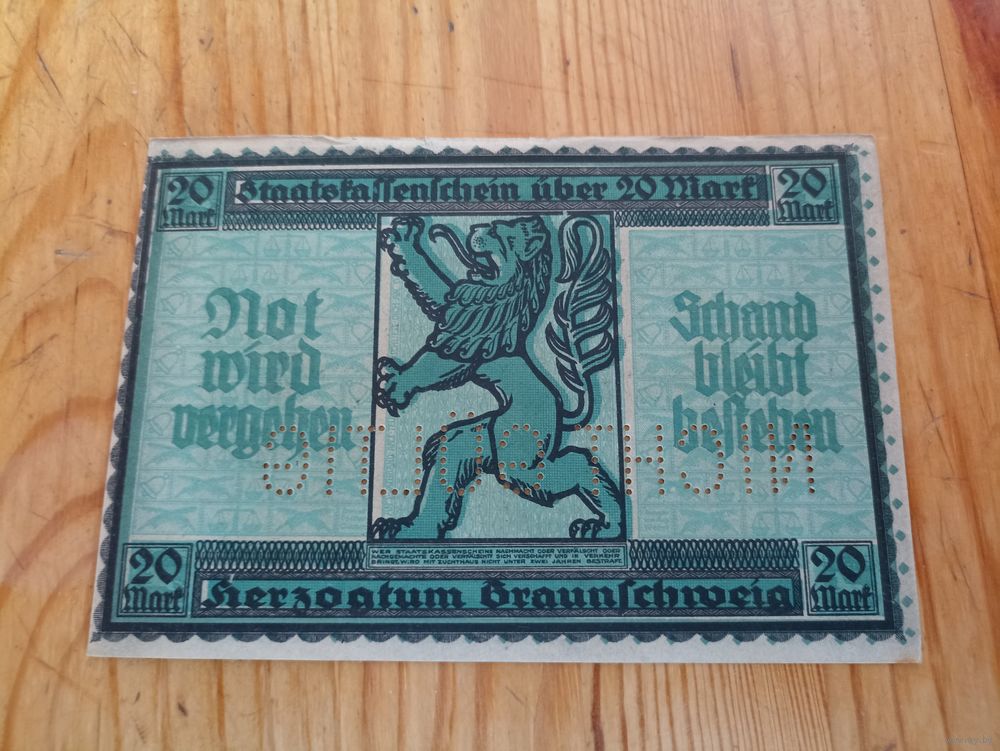 20 Mark
Staatskassenschein über 20 Mark
20 Mark
Not
wird
vergehen
Schand
bleibt
bestehen
NICHT GÜLTIG
WER STAATSKASSENSCHEINE NACHMACHT ODER VERFÄLSCHT ODER
NACHGEMACHTE ODER VERFÄLSCHTE SICH VERSCHAFFT UND IN VERKEHR
BRINGT, WIRD MIT ZUCHTHAUS NICHT UNTER ZWEI JAHREN BESTRAFT.
20 Mark
Herzogtum Braunschweig
20 Mark